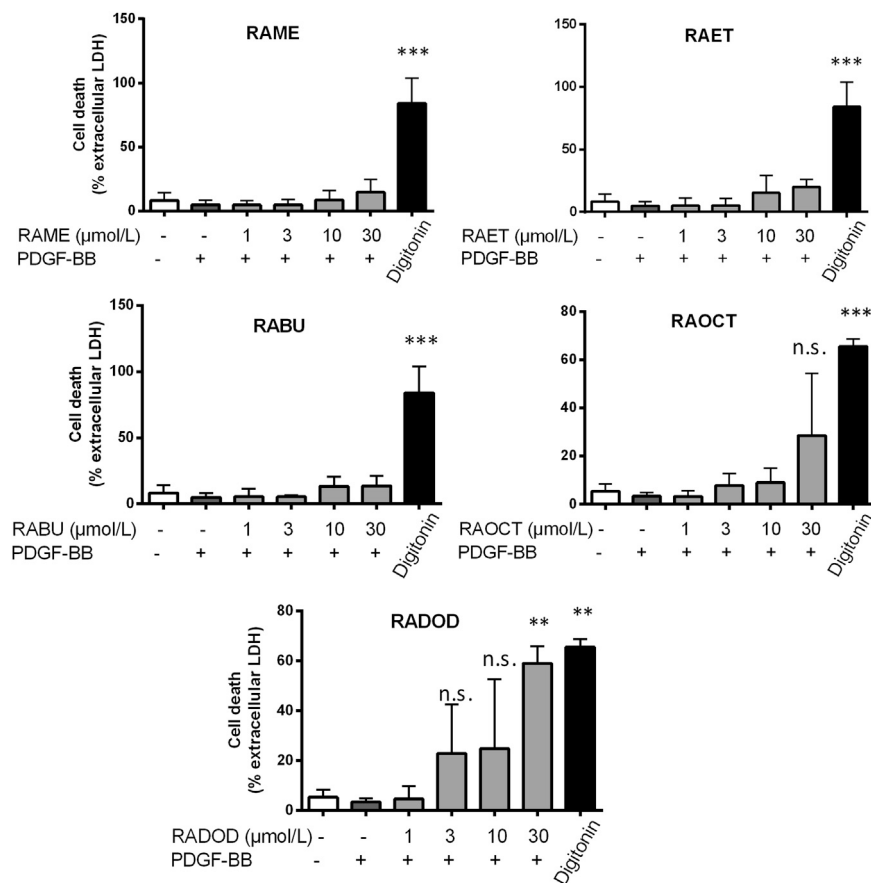 RAME
Cell death
(% extracellular LDH)
150
100
50
0
***
RAME (µmol/L) - - 1 3 10 30
PDGF-BB - + + + + +
Digitonin
RAET
150
100
50
0
***
RAET (µmol/L) - - 1 3 10 30
PDGF-BB - + + + + +
Digitonin
RABU
Cell death
(% extracellular LDH)
150
100
50
0
***
RABU (µmol/L) - - 1 3 10 30
PDGF-BB - + + + + +
Digitonin
RAOCT
80
60
40
20
0
n.s.
***
RAOCT (µmol/L) - - 1 3 10 30
PDGF-BB - + + + + +
Digitonin
RADOD
Cell death
(% extracellular LDH)
80
60
40
20
0
n.s.
n.s.
**
**
RADOD (µmol/L) - - 1 3 10 30
PDGF-BB - + + + + +
Digitonin